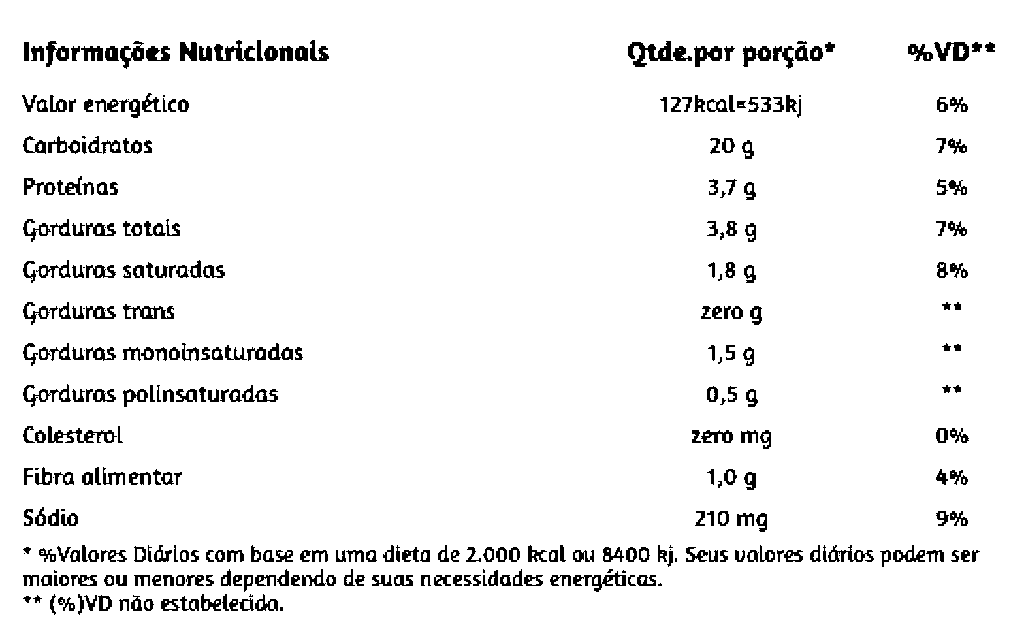 Informações Nutricionais Qtde.por porção* %VD**
Valor energético 127kcal=533kj 6%
Carboidratos 20 g 7%
Proteínas 3,7 g 5%
Gorduras totais 3,8 g 7%
Gorduras saturadas 1,8 g 8%
Gorduras trans zero g **
Gorduras monoinsaturadas 1,5 g **
Gorduras polinsaturadas 0,5 g **
Colesterol zero mg 0%
Fibra alimentar 1,0 g 4%
Sódio 210 mg 9%
* %Valores Diários com base em uma dieta de 2.000 kcal ou 8400 kj. Seus valores diários podem ser
maiores ou menores dependendo de suas necessidades energéticas.
** (%)VD não estabelecida.